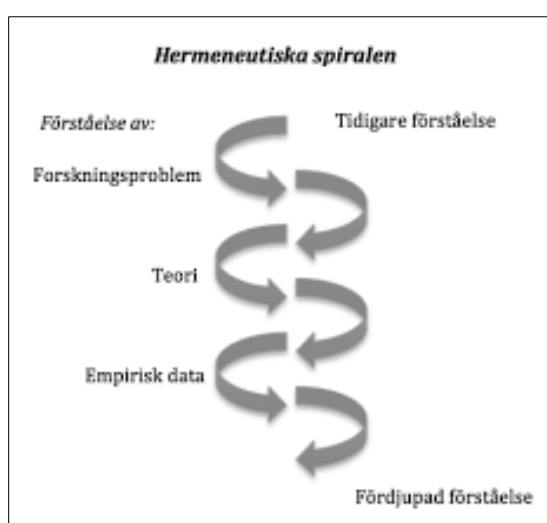 Hermeneutiska spiralen
Förståelse av:
Tidigare förståelse
Forskningsproblem
Teori
Empirisk data
Fördjupad förståelse